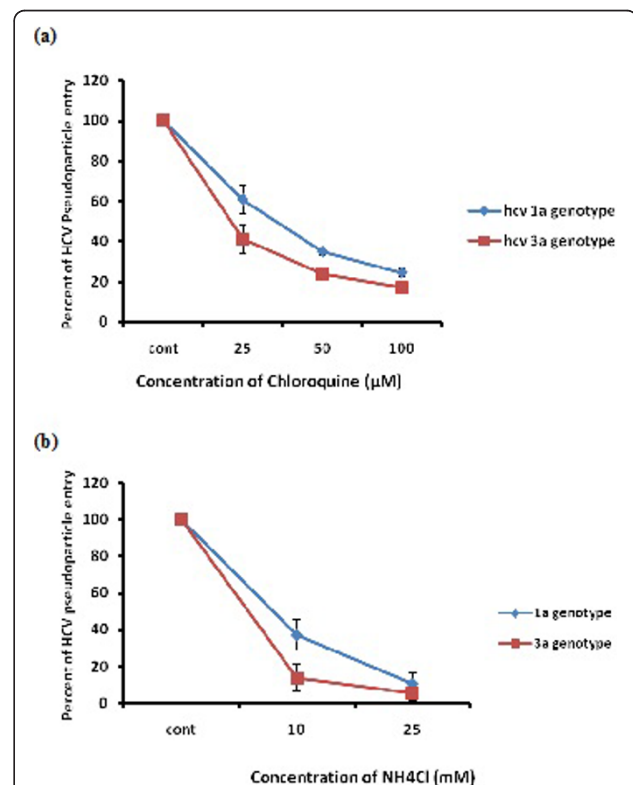 (a)
Percent of HCV Pseudoparticle entry
120
100
80
60
40
20
0
cont 25 50 100
Concentration of Chloroquine (µM)
hcv 1a genotype
hcv 3a genotype
(b)
Percent of HCV pseudoparticle entry
120
100
80
60
40
20
0
cont 10 25
Concentration of NH4Cl (mM)
1a genotype
3a genotype